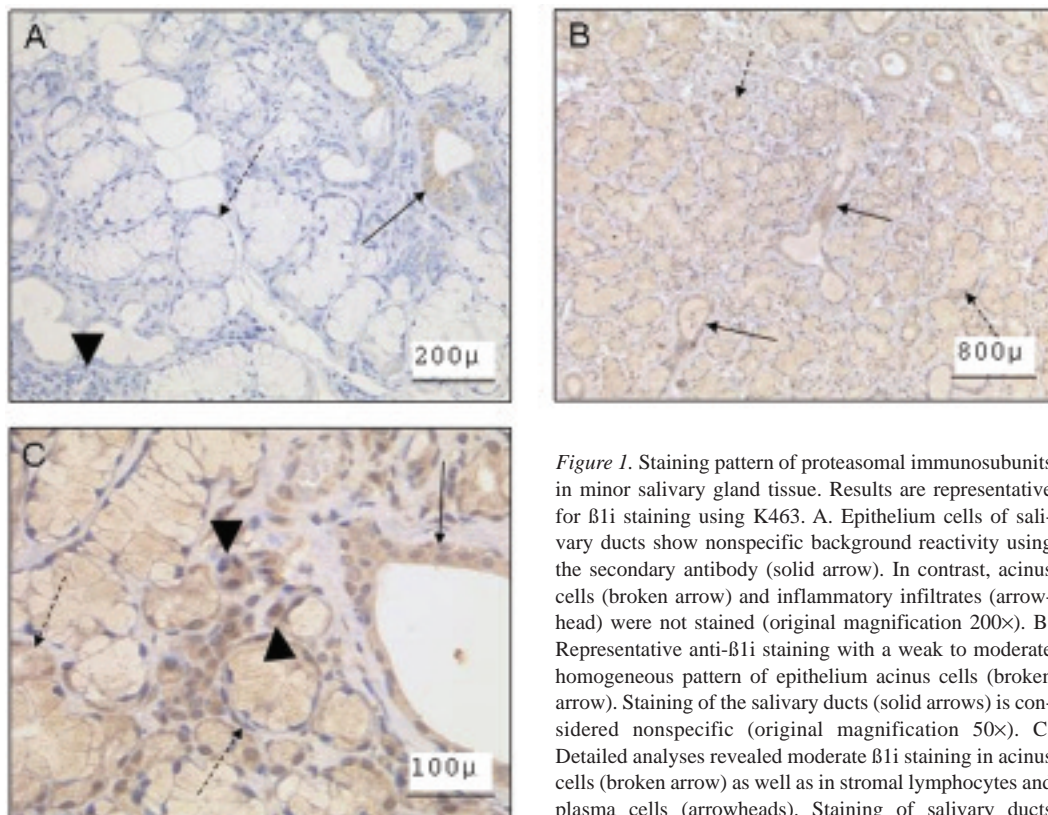 A
200µ
B
800µ
C
100µ
Figure 1. Staining pattern of proteasomal immunosubunits
in minor salivary gland tissue. Results are representative
for ß1i staining using K463. A. Epithelium cells of sali-
vary ducts show nonspecific background reactivity using
the secondary antibody (solid arrow). In contrast, acinus
cells (broken arrow) and inflammatory infiltrates (arrow-
head) were not stained (original magnification 200×). B.
Representative anti-ß1i staining with a weak to moderate
homogeneous pattern of epithelium acinus cells (broken
arrow). Staining of the salivary ducts (solid arrows) is con-
sidered nonspecific (original magnification 50×). C.
Detailed analyses revealed moderate ß1i staining in acinus
cells (broken arrow) as well as in stromal lymphocytes and
plasma cells (arrowheads). Staining of salivary ducts